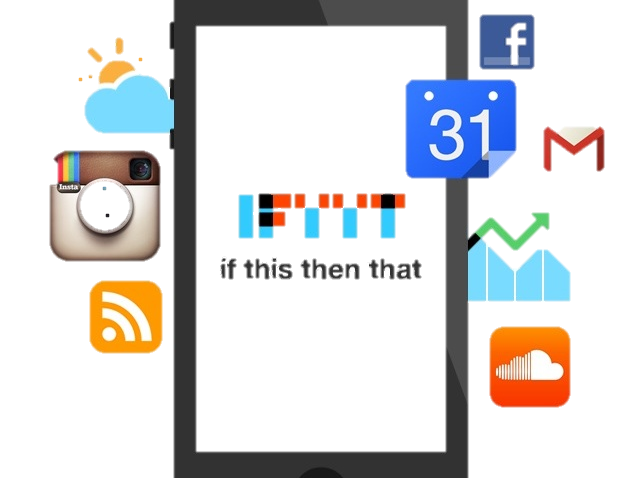 f
31
M
Insta
IFTTT
if this then that